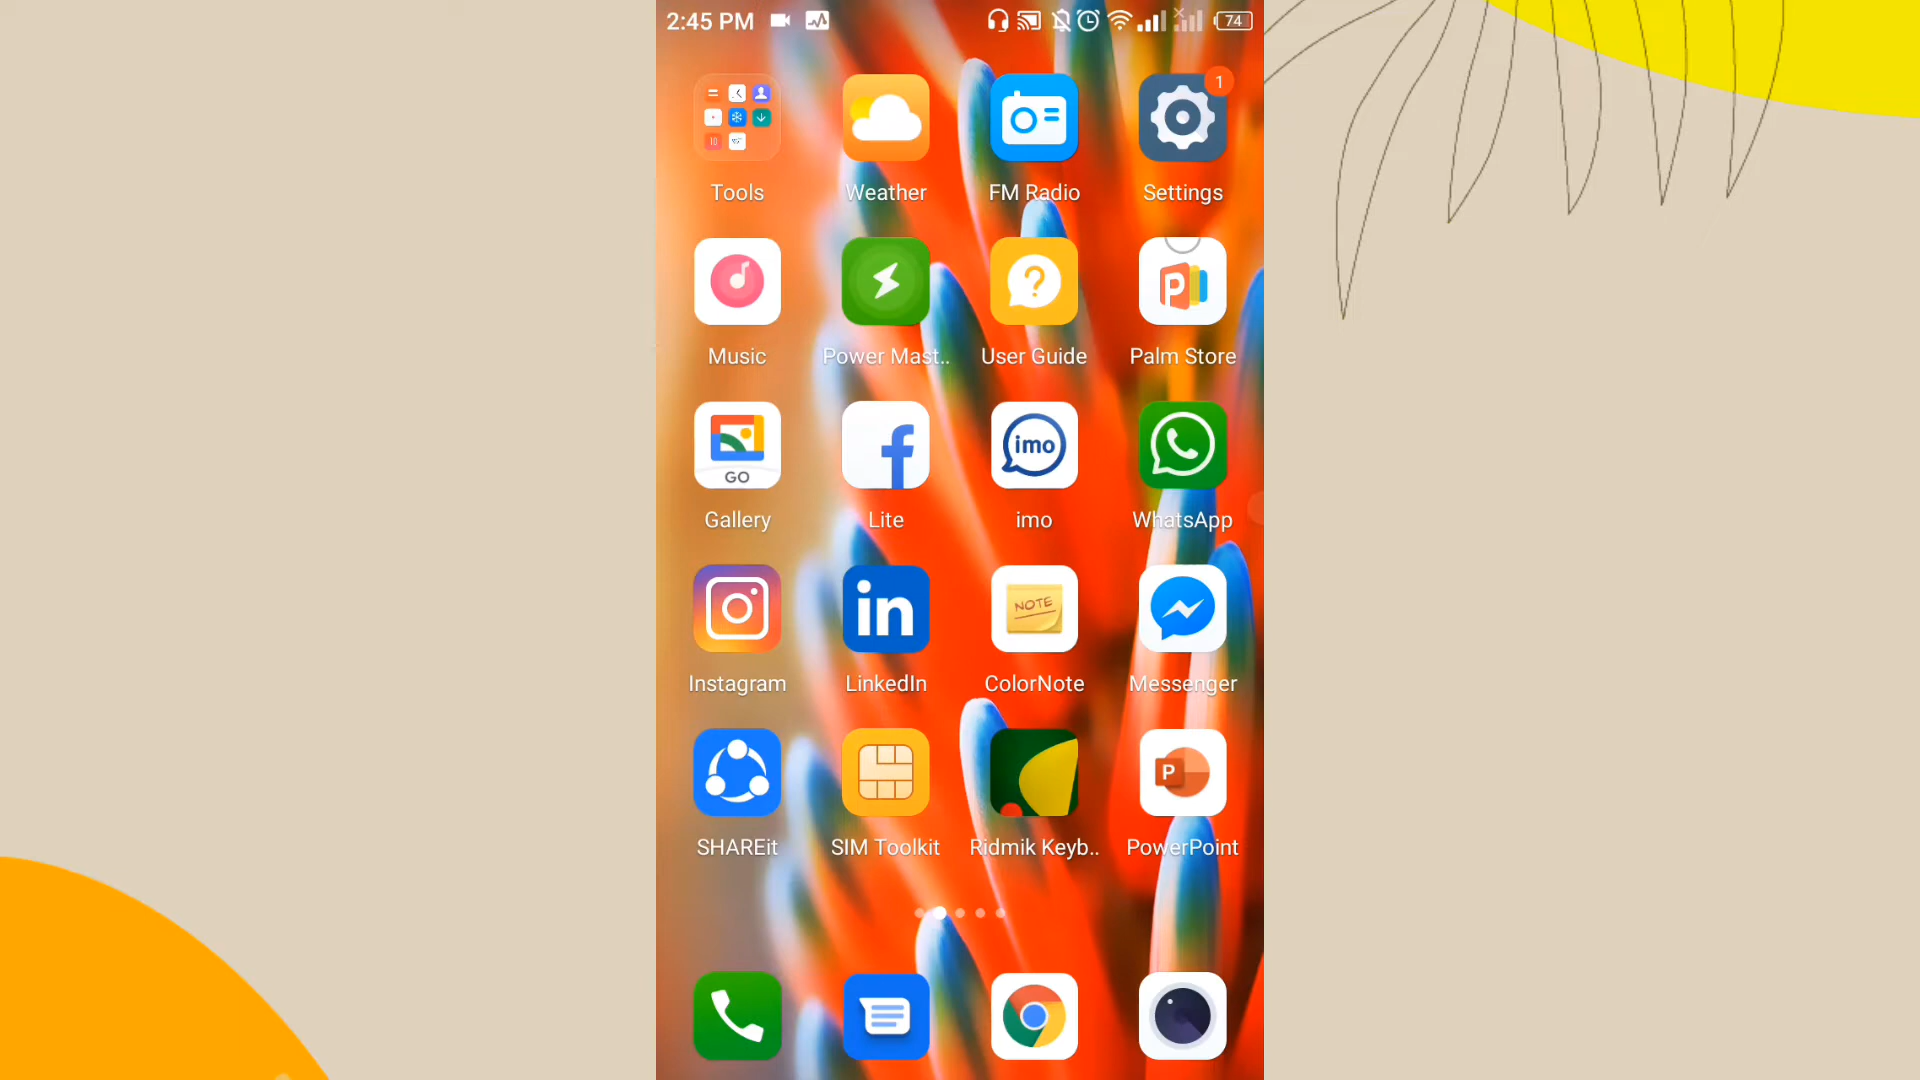 2:45 PM
74
1
10
Tools
Weather
FM Radio
Settings
Music
Power Mast..
User Guide
Palm Store
GO
Gallery
Lite
imo
imo
WhatsApp
in
NOTE
Instagram
LinkedIn
ColorNote
Messenger
P
SHAREit
SIM Toolkit
Ridmik Keyb..
PowerPoint